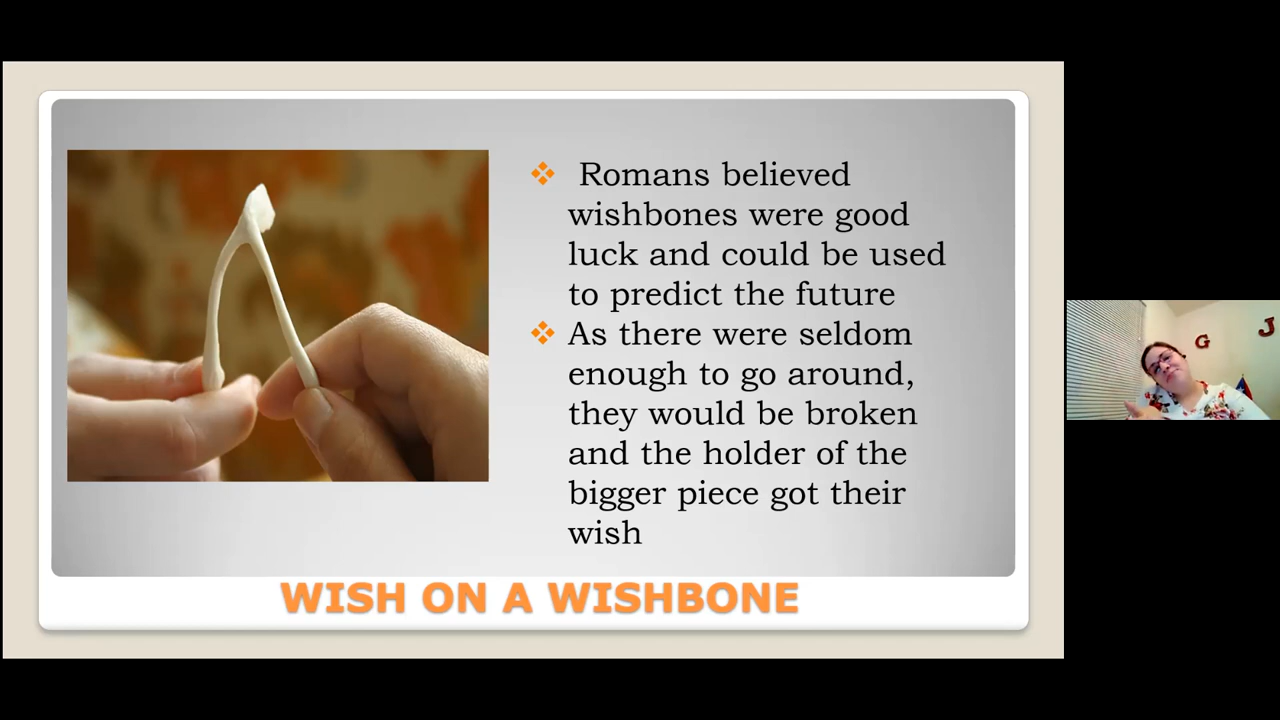 Romans believed
wishbones were good
luck and could be used
to predict the future
As there were seldom
enough to go around,
they would be broken
and the holder of the
bigger piece got their
wish
WISH ON A WISHBONE
G
J